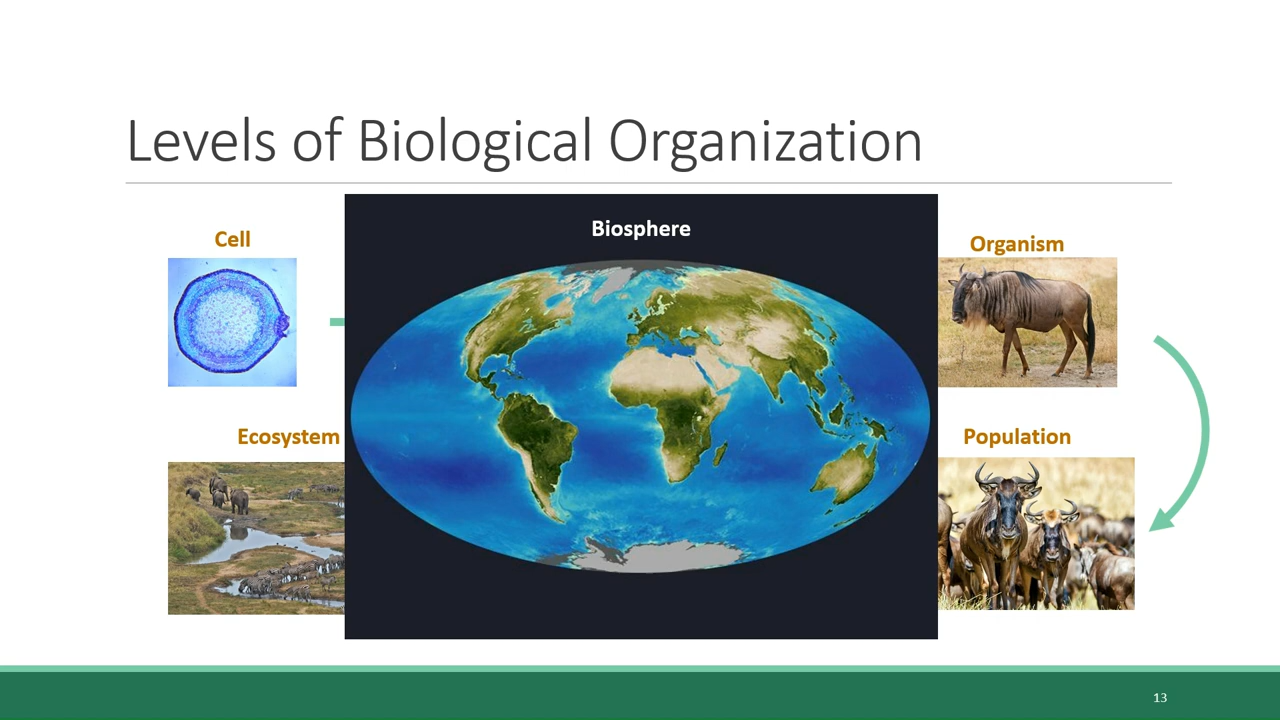 Levels of Biological Organization
Cell
Biosphere
Organism
Ecosystem
Population
13